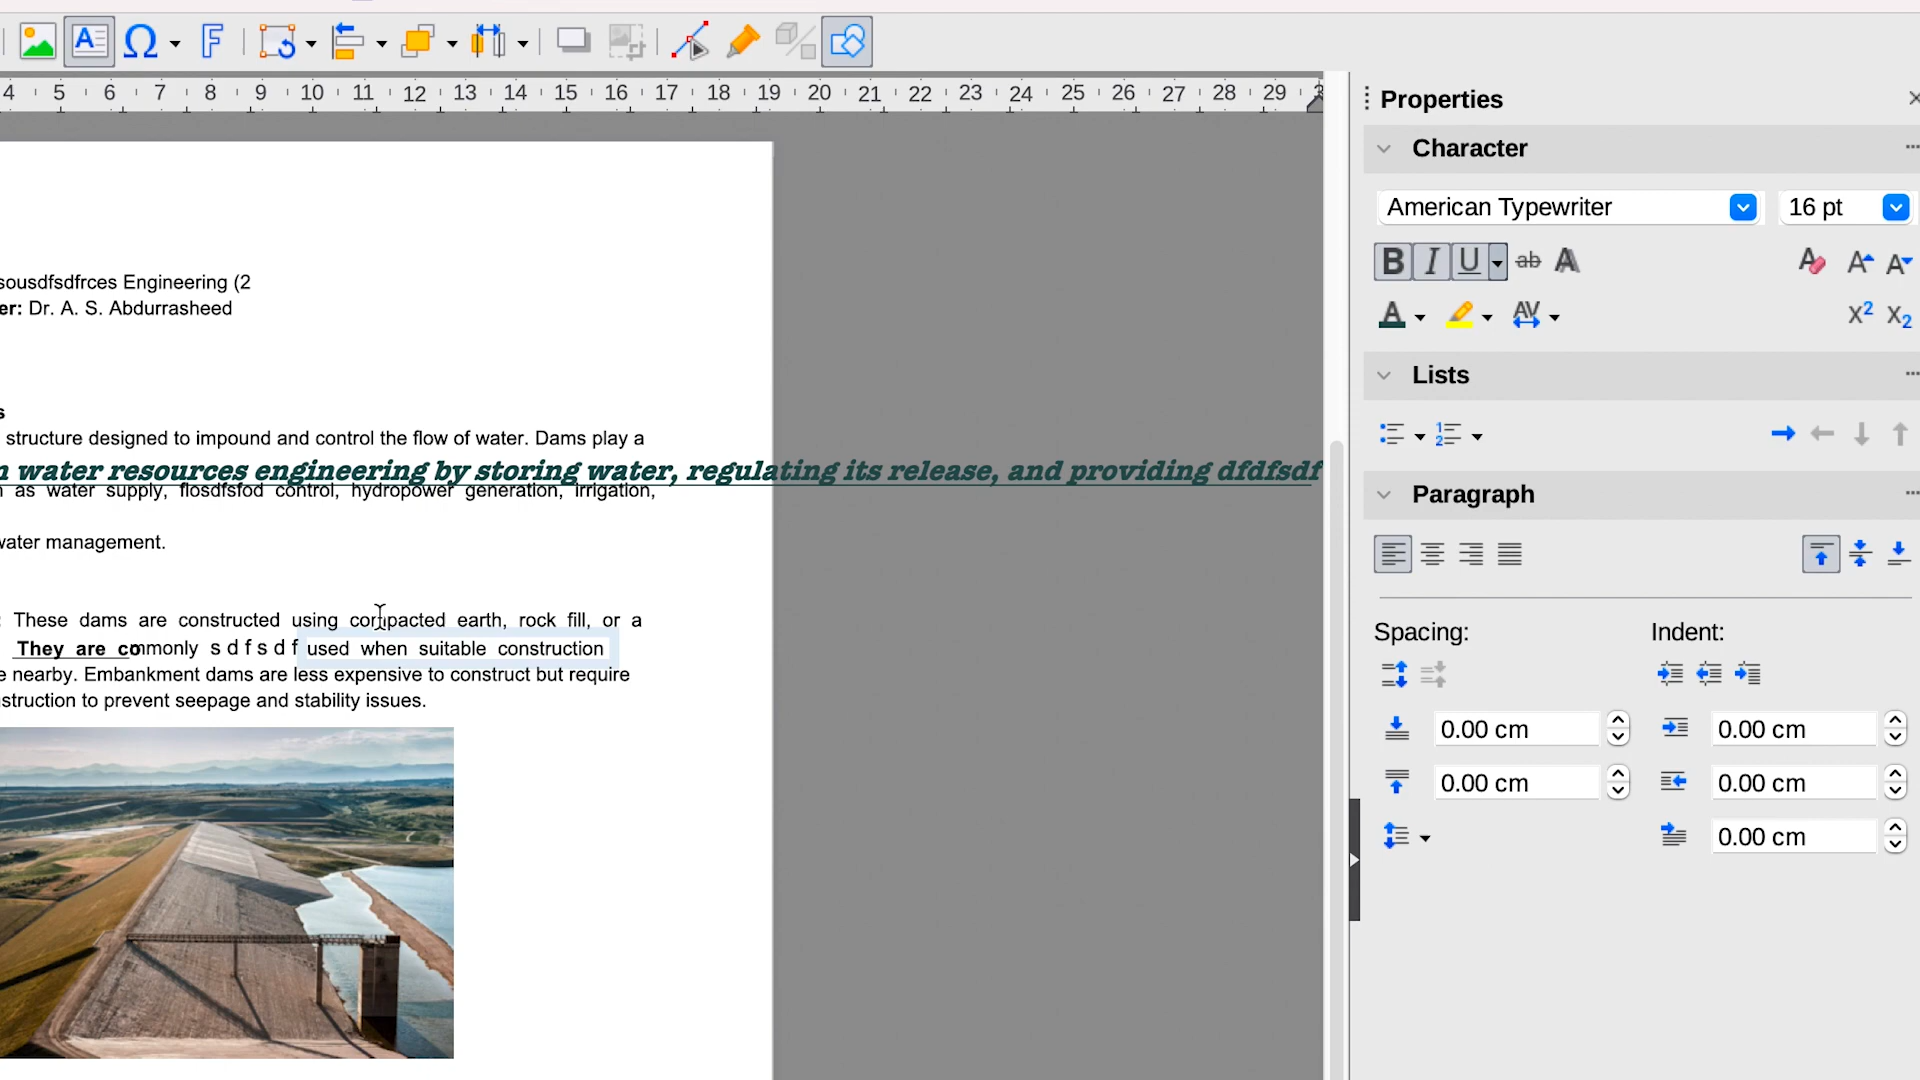 4 5 6 7 8 9 10 11 12 13 14 15 16 17 18 19 20 21 22 23 24 25 26 27 28 29
Properties
Character
American Typewriter 16 pt
B I U ab A
A A A
A AV X2 X2
Lists
Paragraph
Spacing: Indent:
0.00 cm 0.00 cm
0.00 cm 0.00 cm
0.00 cm
sousdfsdfrces Engineering (2
er: Dr. A. S. Abdurrasheed
s
structure designed to impound and control the flow of water. Dams play a
n water resources engineering by storing water, regulating its release, and providing dfdfsdf
as water supply, flosdfsfod control, hydropower generation, irrigation,
water management.
: These dams are constructed using compacted earth, rock fill, or a
They are commonly sdfsdf used when suitable construction
e nearby. Embankment dams are less expensive to construct but require
struction to prevent seepage and stability issues.